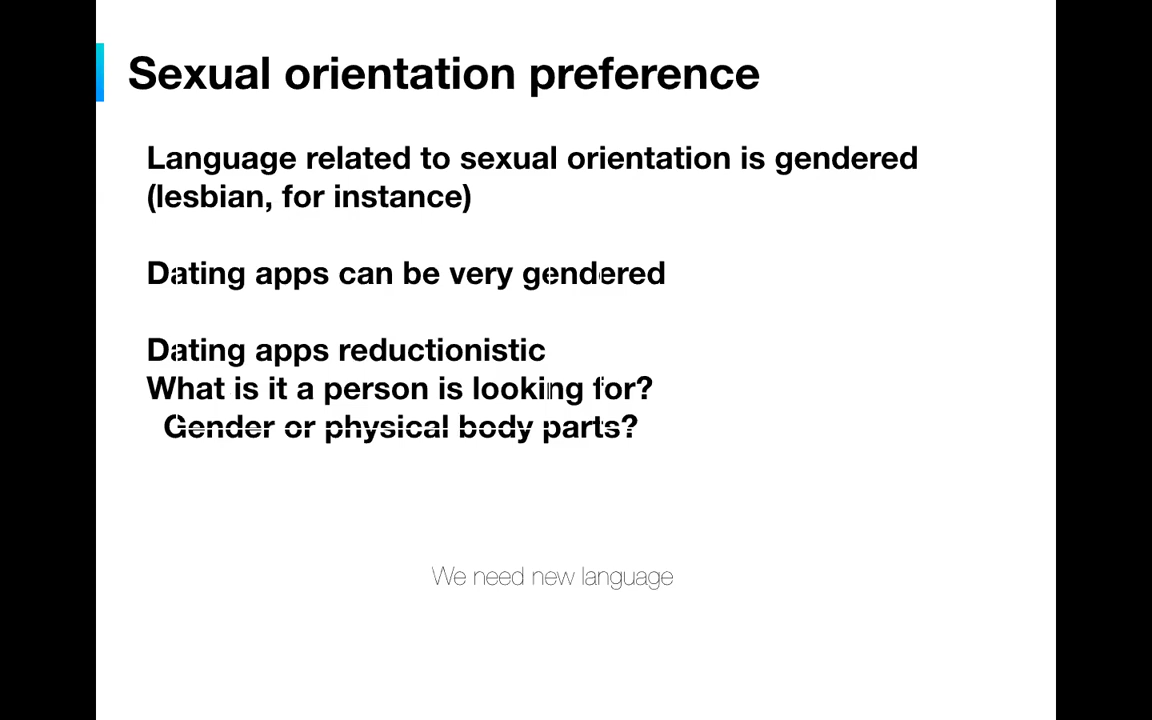 Sexual orientation preference
Language related to sexual orientation is gendered
(lesbian, for instance)
Dating apps can be very gendered
Dating apps reductionistic
What is it a person is looking for?
Gender or physical body parts?
We need new language